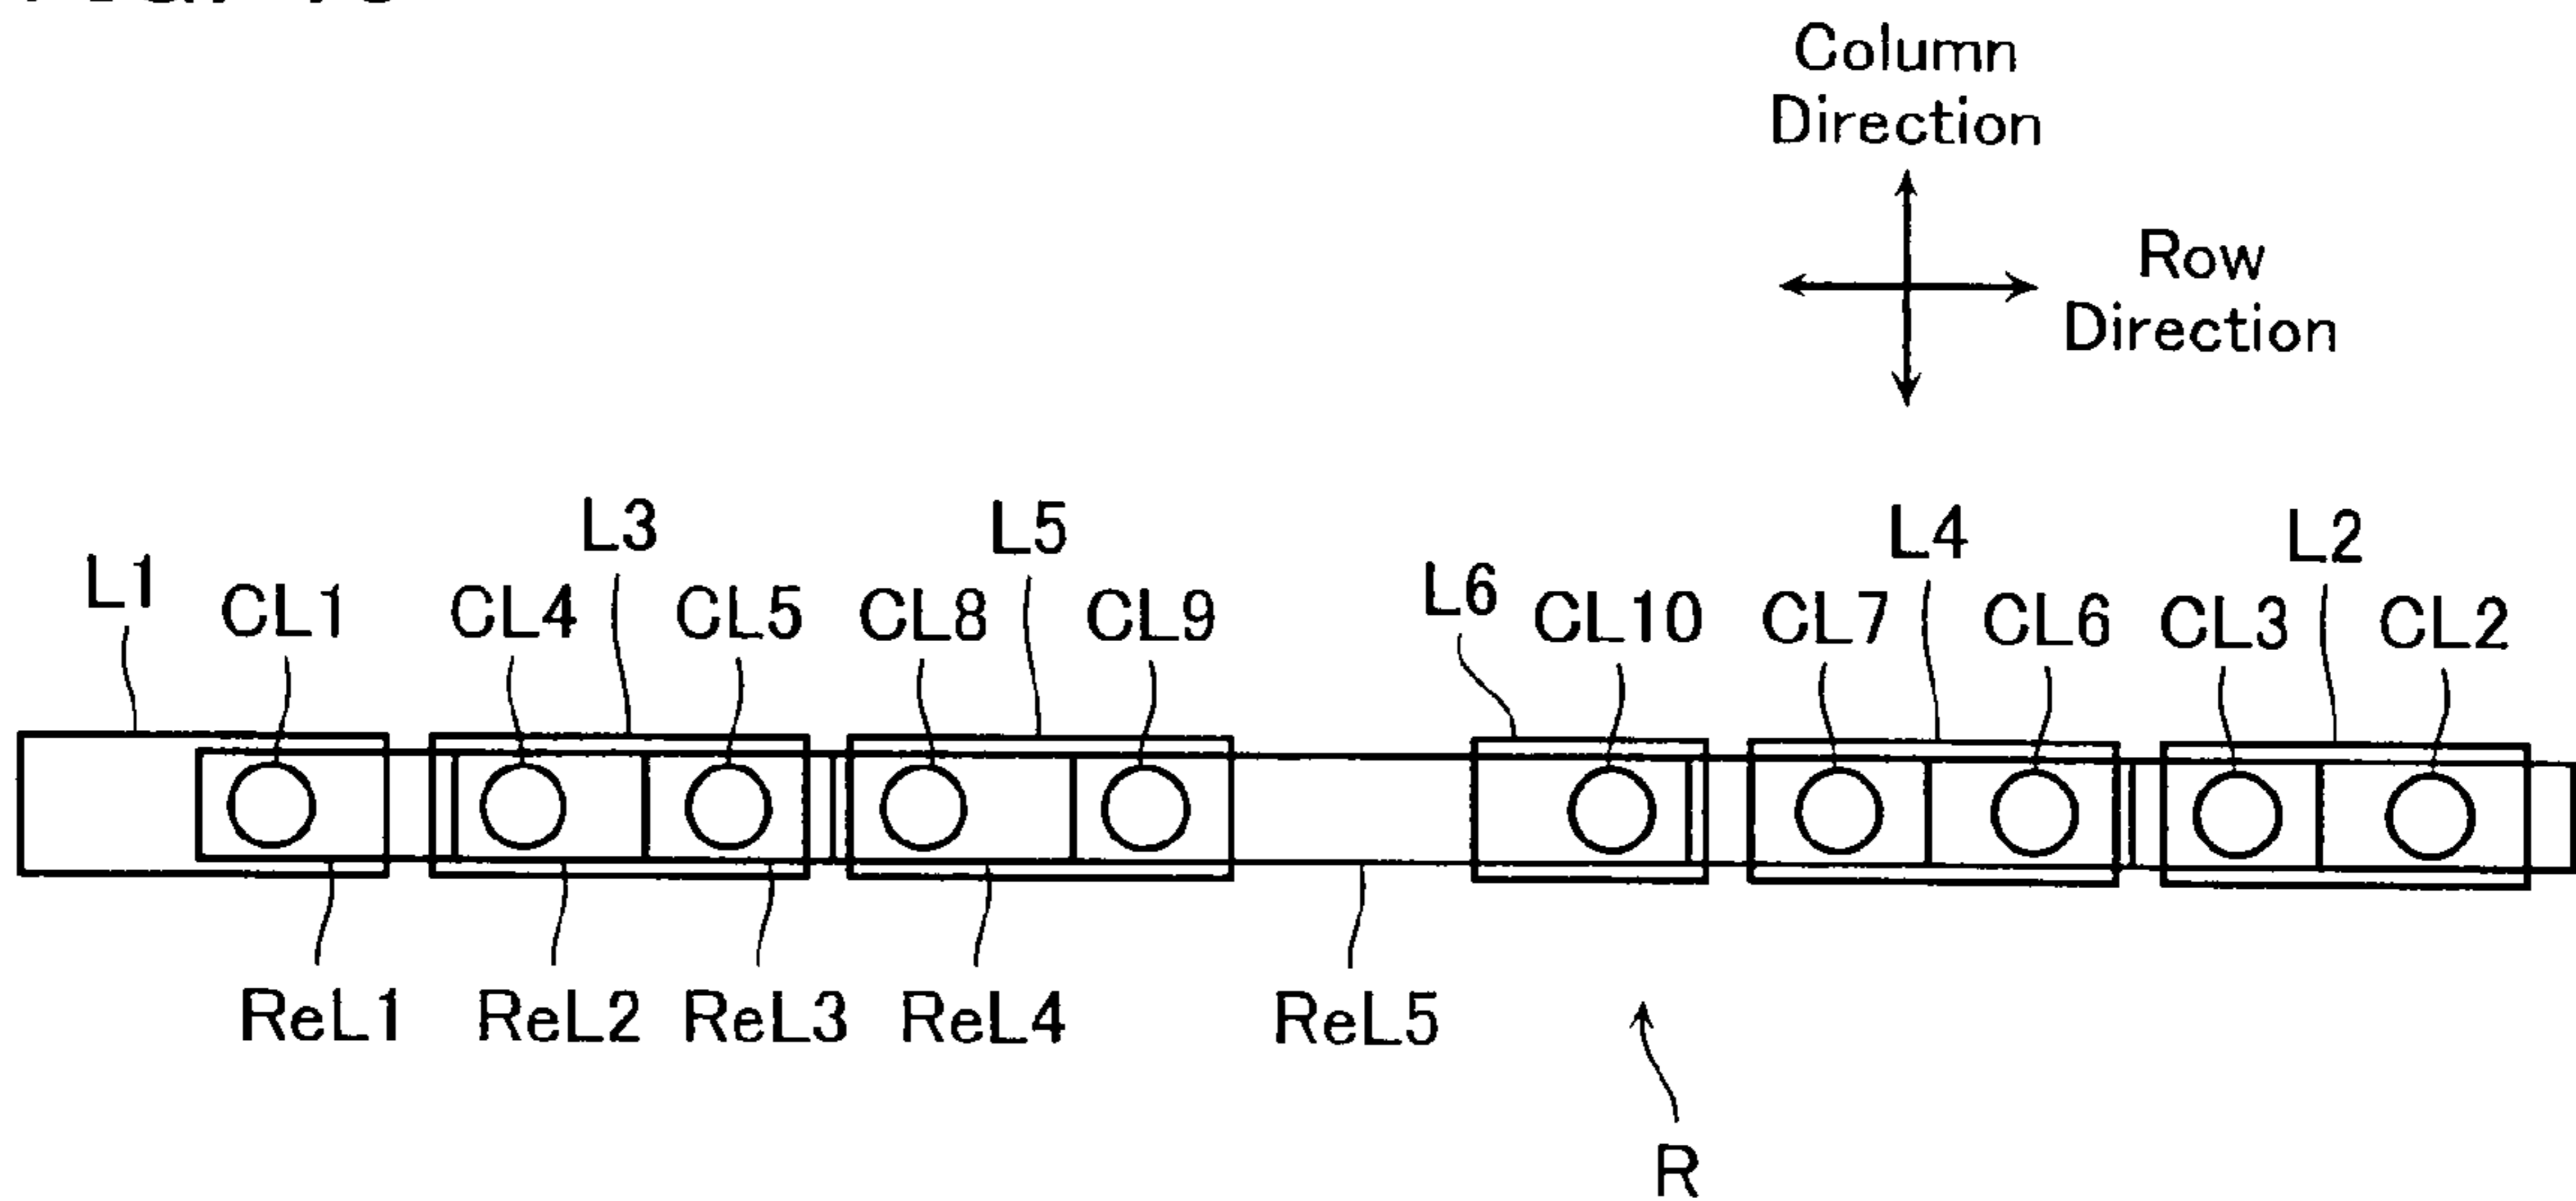 Column
Direction
Row
Direction
L1
CL1
CL4
L3
CL5
CL8
L5
CL9
L6
CL10
CL7
L4
CL6
CL3
L2
CL2
ReL1
ReL2
ReL3
ReL4
ReL5
R